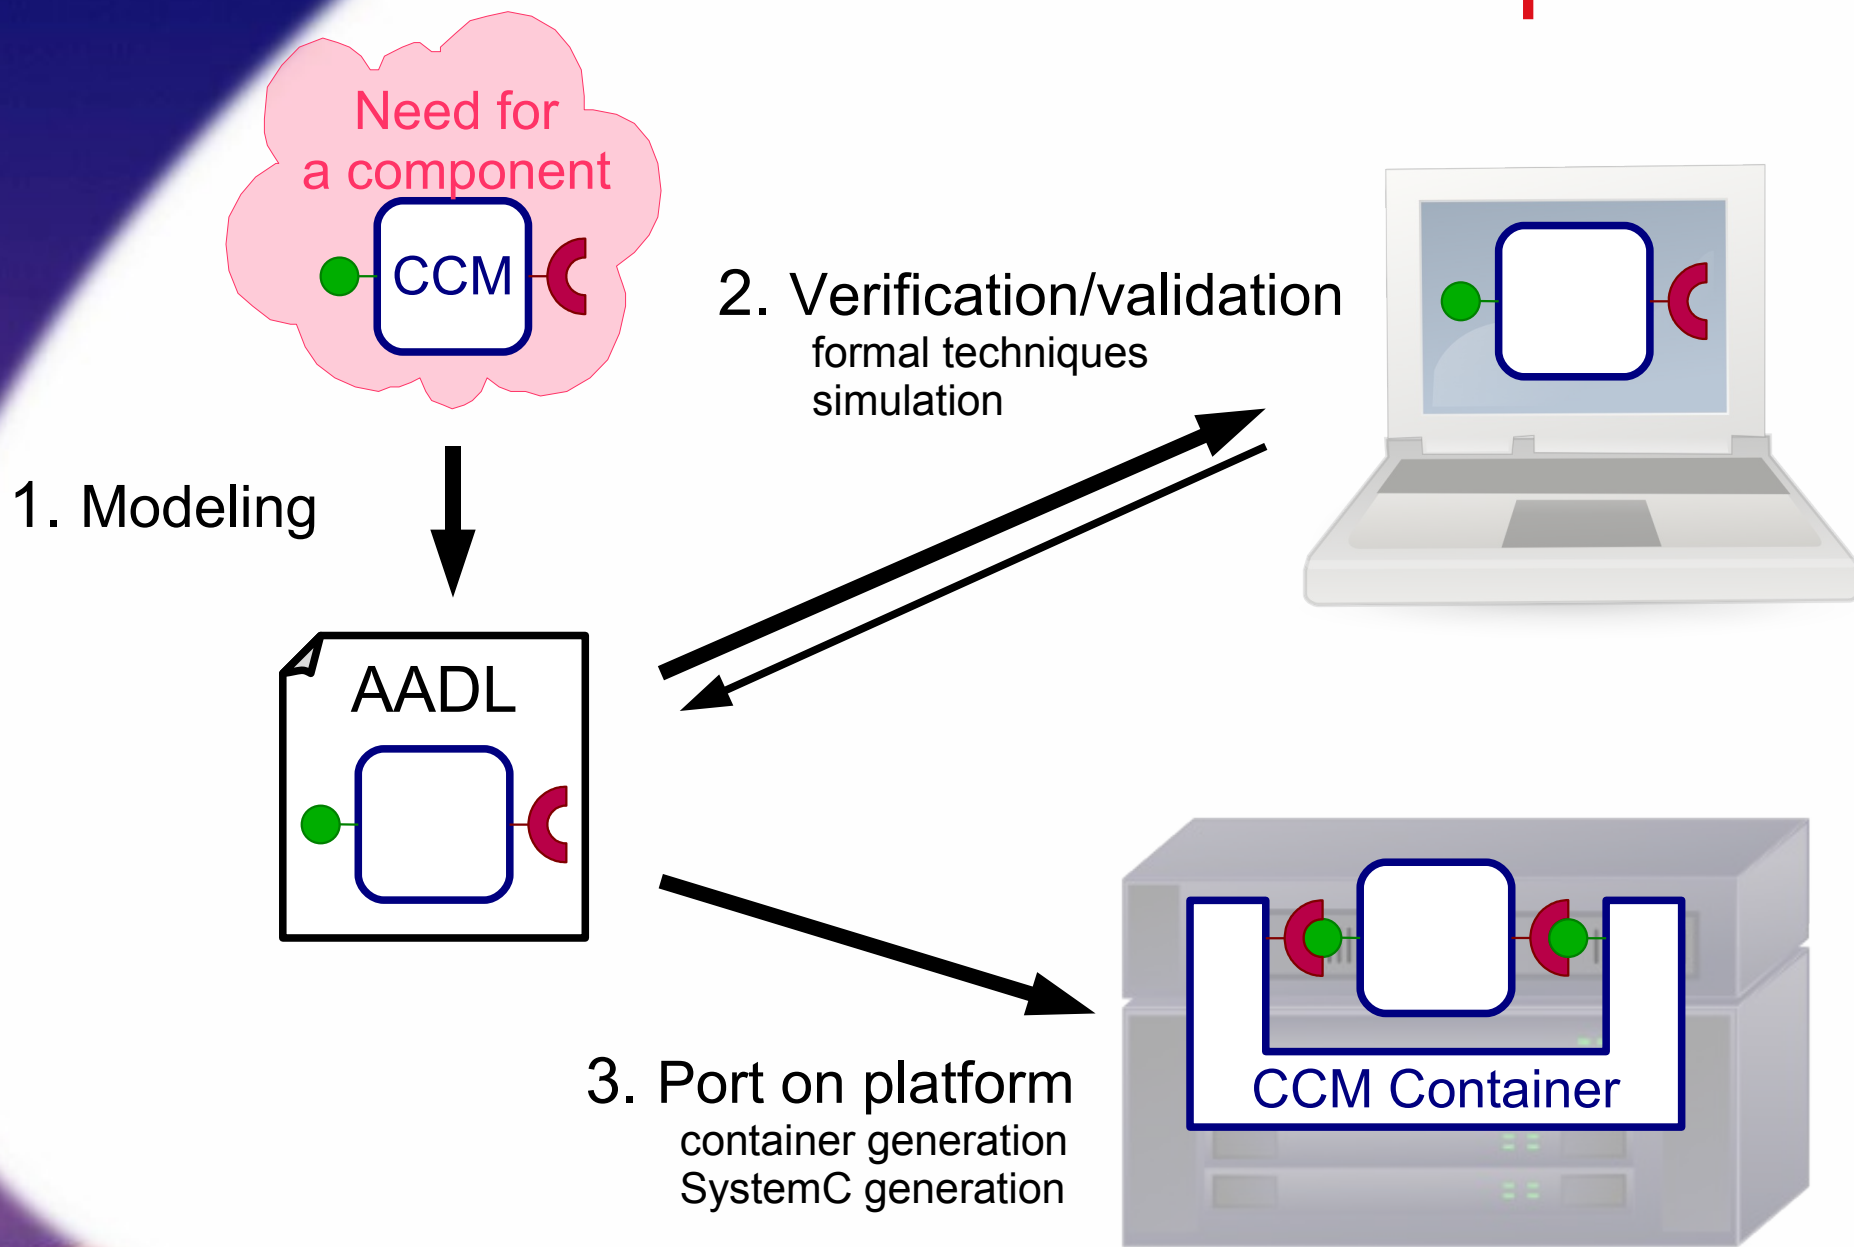 Need for
a component
CCM
2. Verification/validation
formal techniques
simulation
1. Modeling
AADL
3. Port on platform
container generation
SystemC generation
CCM Container